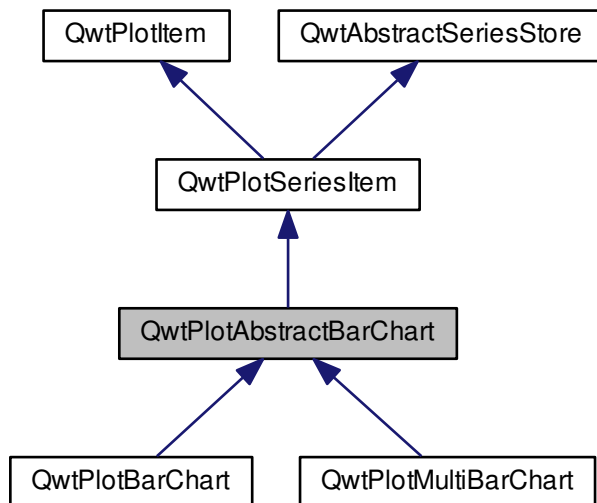 QwtPlotItem
QwtAbstractSeriesStore
QwtPlotSeriesItem
QwtPlotAbstractBarChart
QwtPlotBarChart
QwtPlotMultiBarChart